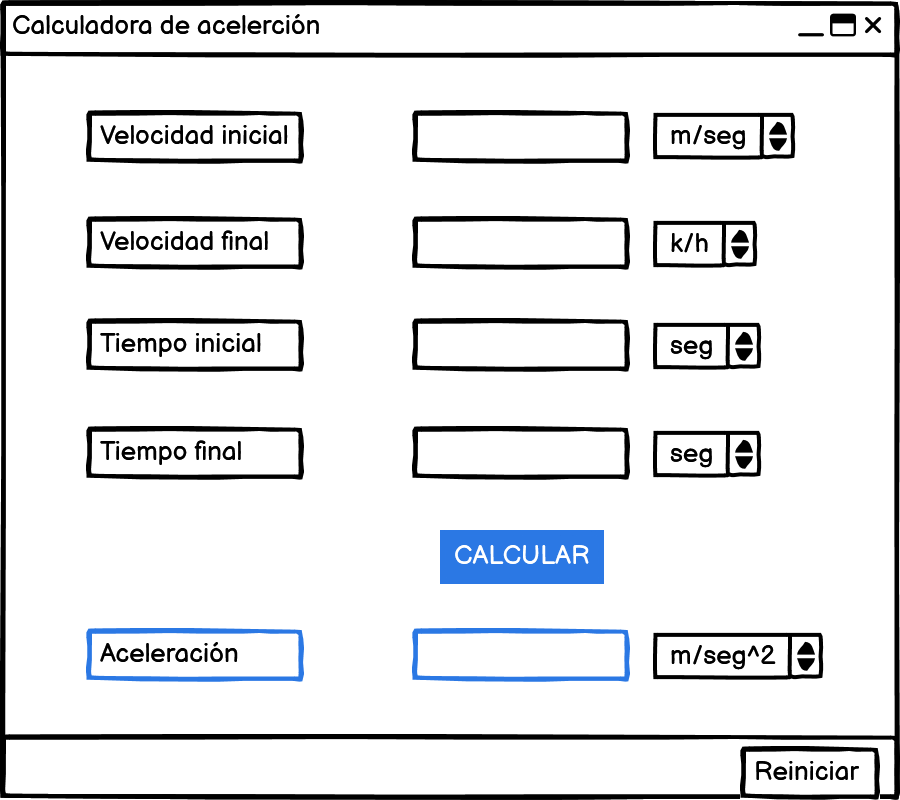 Calculadora de acelerción
Velocidad inicial
m/seg
Velocidad final
k/h
Tiempo inicial
seg
Tiempo final
seg
CALCULAR
Aceleración
m/seg^2
Reiniciar